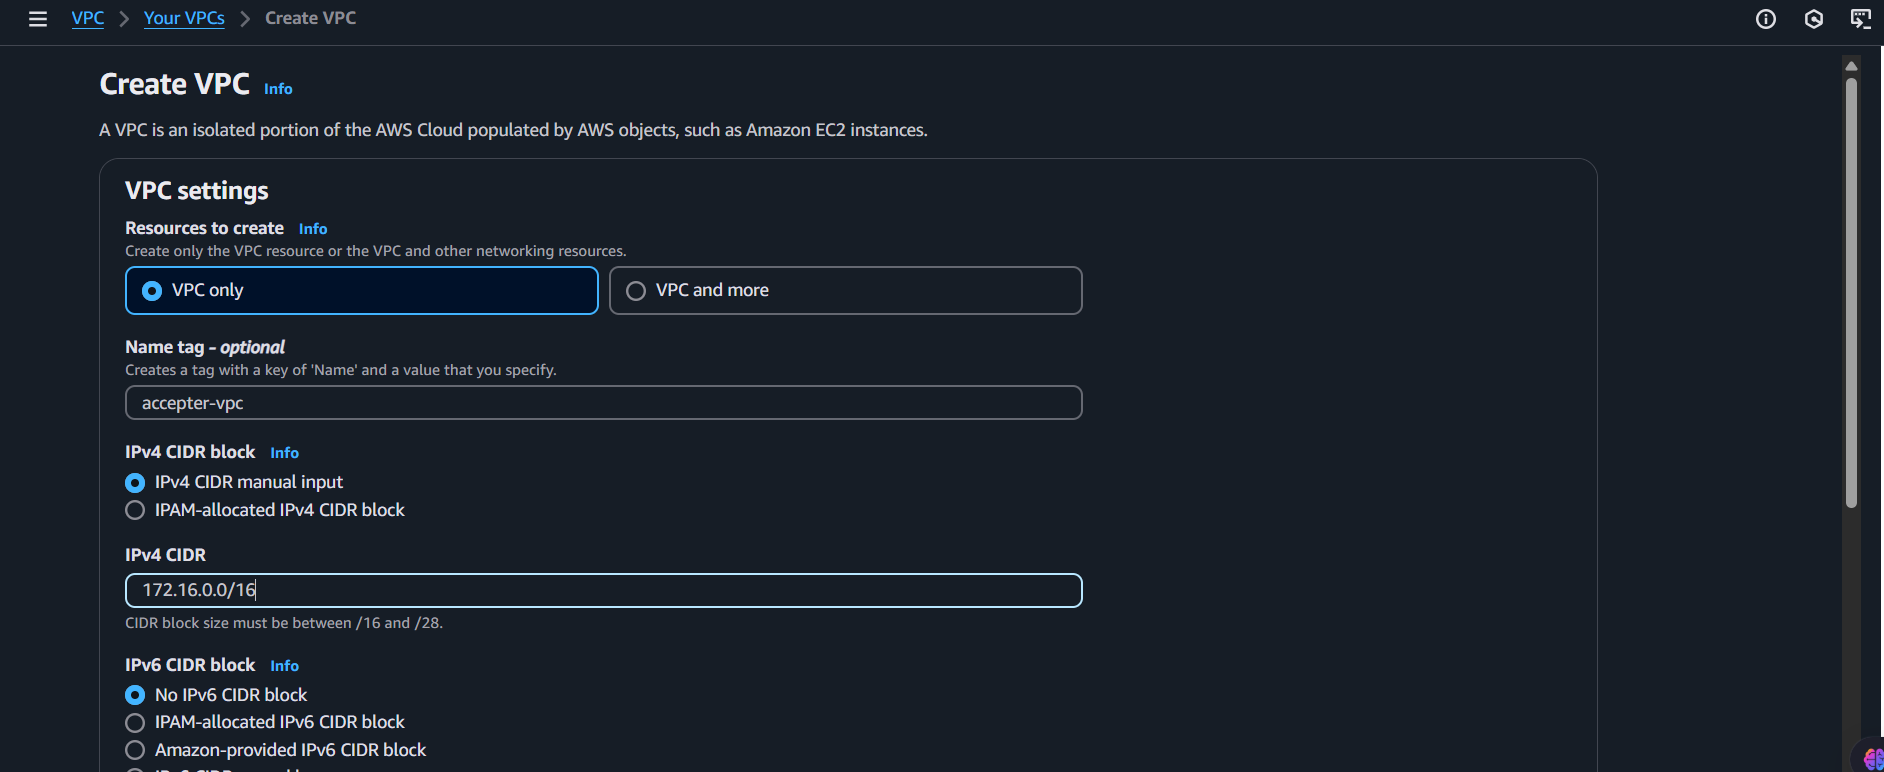 VPC > Your VPCs > Create VPC
Create VPC Info
A VPC is an isolated portion of the AWS Cloud populated by AWS objects, such as Amazon EC2 instances.
VPC settings
Resources to create Info
Create only the VPC resource or the VPC and other networking resources.
VPC only
VPC and more
Name tag - optional
Creates a tag with a key of 'Name' and a value that you specify.
accepter-vpc
IPv4 CIDR block Info
IPv4 CIDR manual input
IPAM-allocated IPv4 CIDR block
IPv4 CIDR
172.16.0.0/16
CIDR block size must be between /16 and /28.
IPv6 CIDR block Info
No IPv6 CIDR block
IPAM-allocated IPv6 CIDR block
Amazon-provided IPv6 CIDR block